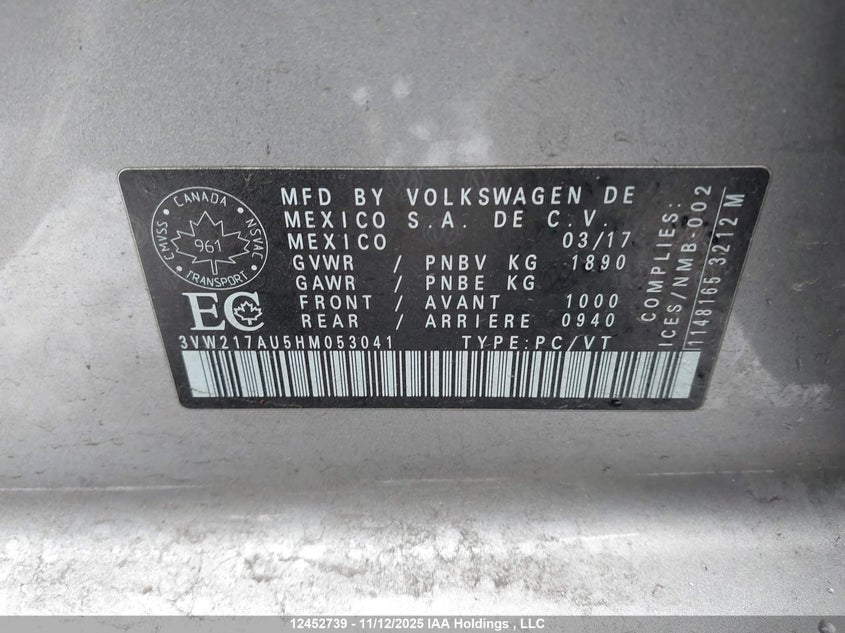 CANADA
CMVSS
NSVAC
961
TRANSPORT
EC
MFD BY VOLKSWAGEN DE
MEXICO S.A. DE C.V.
MEXICO 03/17
GVWR / PNBV KG 1890
GAWR / PNBE KG
FRONT / AVANT 1000
REAR / ARRIERE 0940
3VW217AU5HM053041 TYPE:PC/VT
COMPLIES:
ICES/NMB-002
1148165 3212 M
12452739 - 11/12/2025 IAA Holdings , LLC